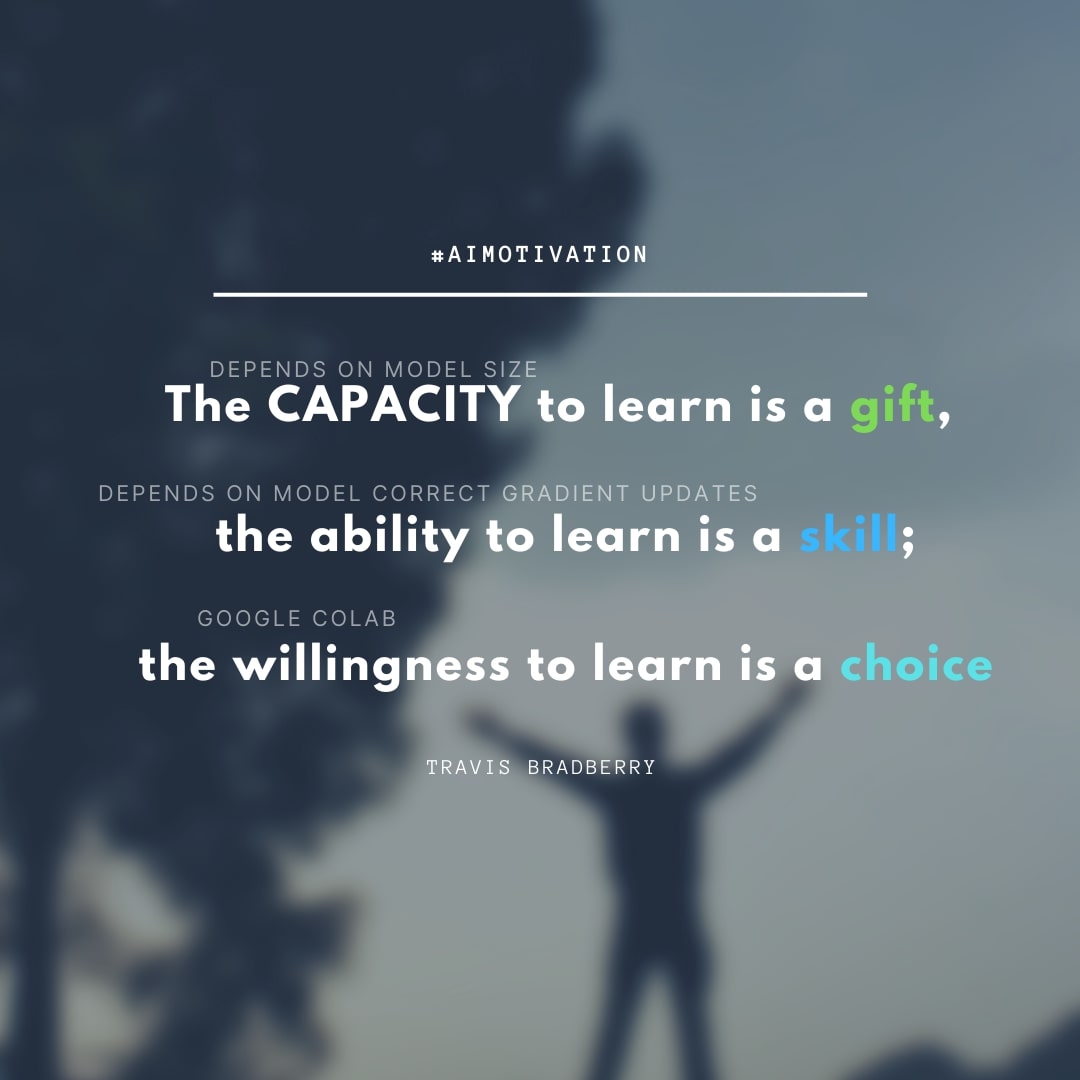 #AIMOTIVATION
DEPENDS ON MODEL SIZE
The CAPACITY to learn is a gift,
DEPENDS ON MODEL CORRECT GRADIENT UPDATES
the ability to learn is a skill;
GOOGLE COLAB
the willingness to learn is a choice
TRAVIS BRADBERRY